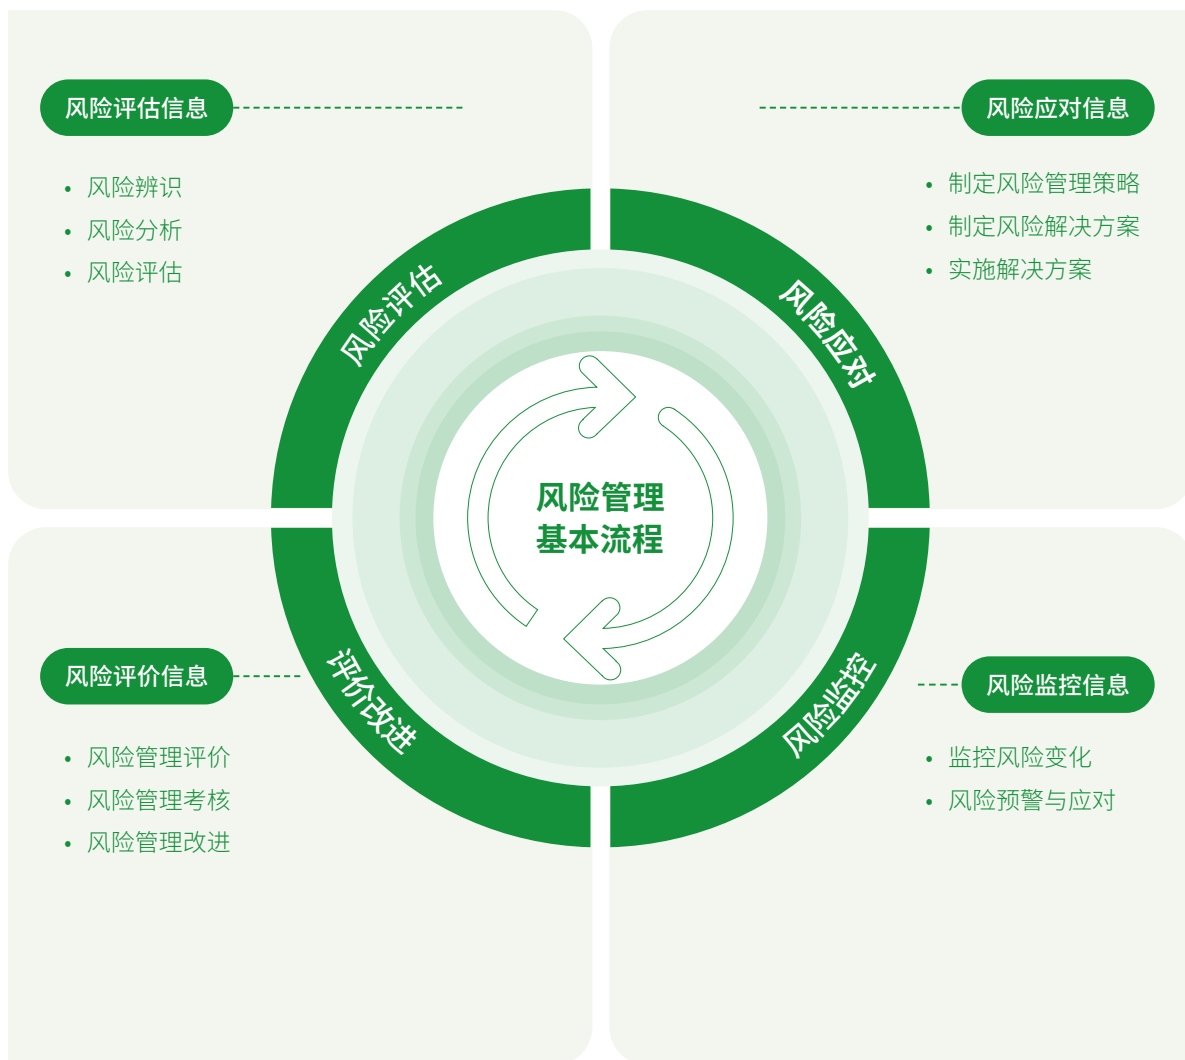 风险评估信息
• 风险辨识
• 风险分析
• 风险评估
风险应对信息
• 制定风险管理策略
• 制定风险解决方案
• 实施解决方案
风险评估
风险应对
风险管理
基本流程
评价改进
风险监控
风险评价信息
• 风险管理评价
• 风险管理考核
• 风险管理改进
风险监控信息
• 监控风险变化
• 风险预警与应对